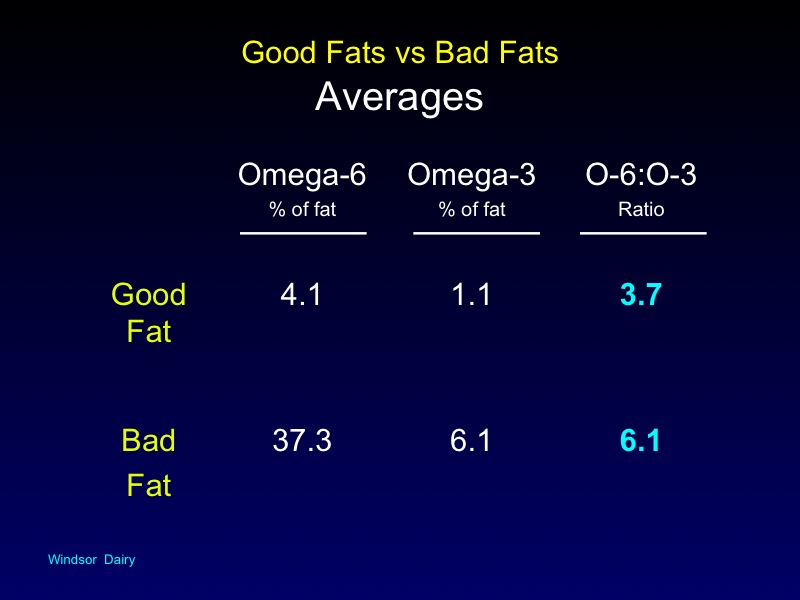 Good Fats vs Bad Fats
Averages
Omega-6 Omega-3 O-6:O-3
% of fat % of fat Ratio
Good 4.1 1.1 3.7
Fat
Bad 37.3 6.1 6.1
Fat
Windsor Dairy